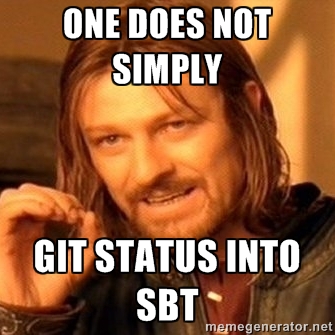 ONE DOES NOT
SIMPLY
GIT STATUS INTO
SBT
memegenerator.net